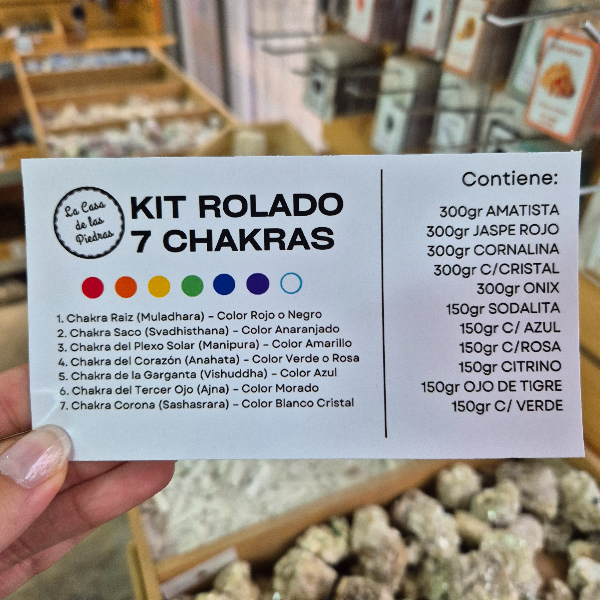 La Casa
de las
Piedras
KIT ROLADO
7 CHAKRAS
1. Chakra Raiz (Muladhara) – Color Rojo o Negro
2. Chakra Saco (Svadhisthana) – Color Anaranjado
3. Chakra del Plexo Solar (Manipura) – Color Amarillo
4. Chakra del Corazón (Anahata) – Color Verde o Rosa
5. Chakra de la Garganta (Vishuddha) – Color Azul
6. Chakra del Tercer Ojo (Ajna) – Color Morado
7. Chakra Corona (Sashasrara) – Color Blanco Cristal
Contiene:
300gr AMATISTA
300gr JASPE ROJO
300gr CORNALINA
300gr C/CRISTAL
300gr ONIX
150gr SODALITA
150gr C/ AZUL
150gr C/ROSA
150gr CITRINO
150gr OJO DE TIGRE
150gr C/ VERDE